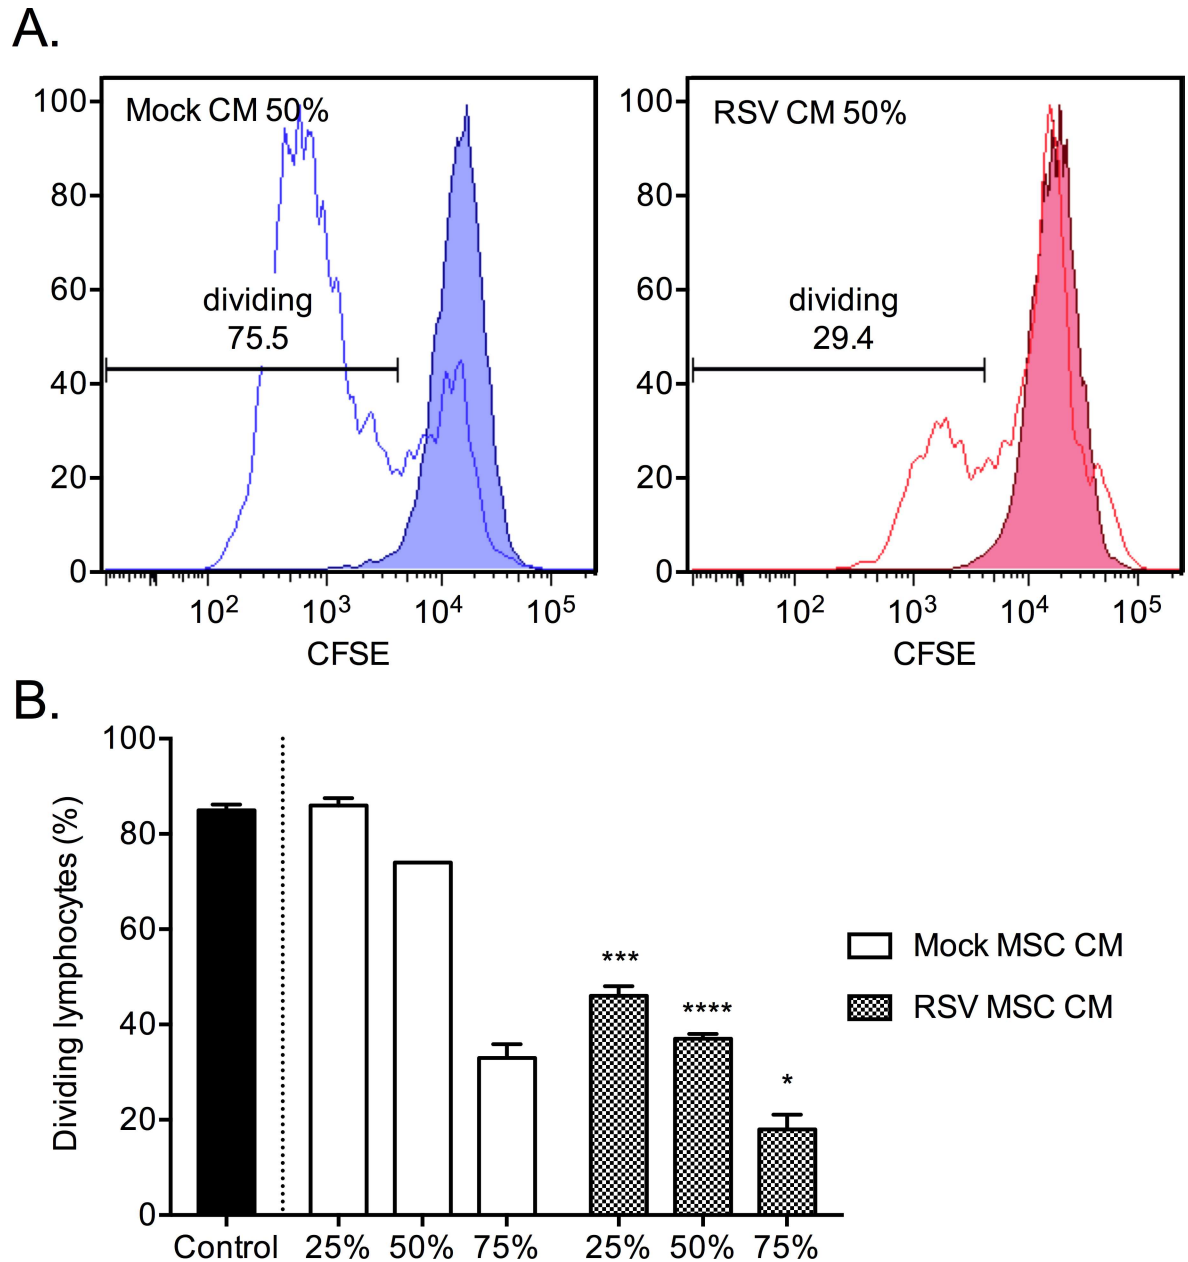 A.
Mock CM 50%
100
80
60
40
20
0
dividing
75.5
10²
10³
10⁴
10⁵
CFSE
RSV CM 50%
100
80
60
40
20
0
dividing
29.4
10²
10³
10⁴
10⁵
CFSE
B.
Dividing lymphocytes (%)
100
80
60
40
20
0
***
****
*
Control 25% 50% 75% 25% 50% 75%
Mock MSC CM
RSV MSC CM